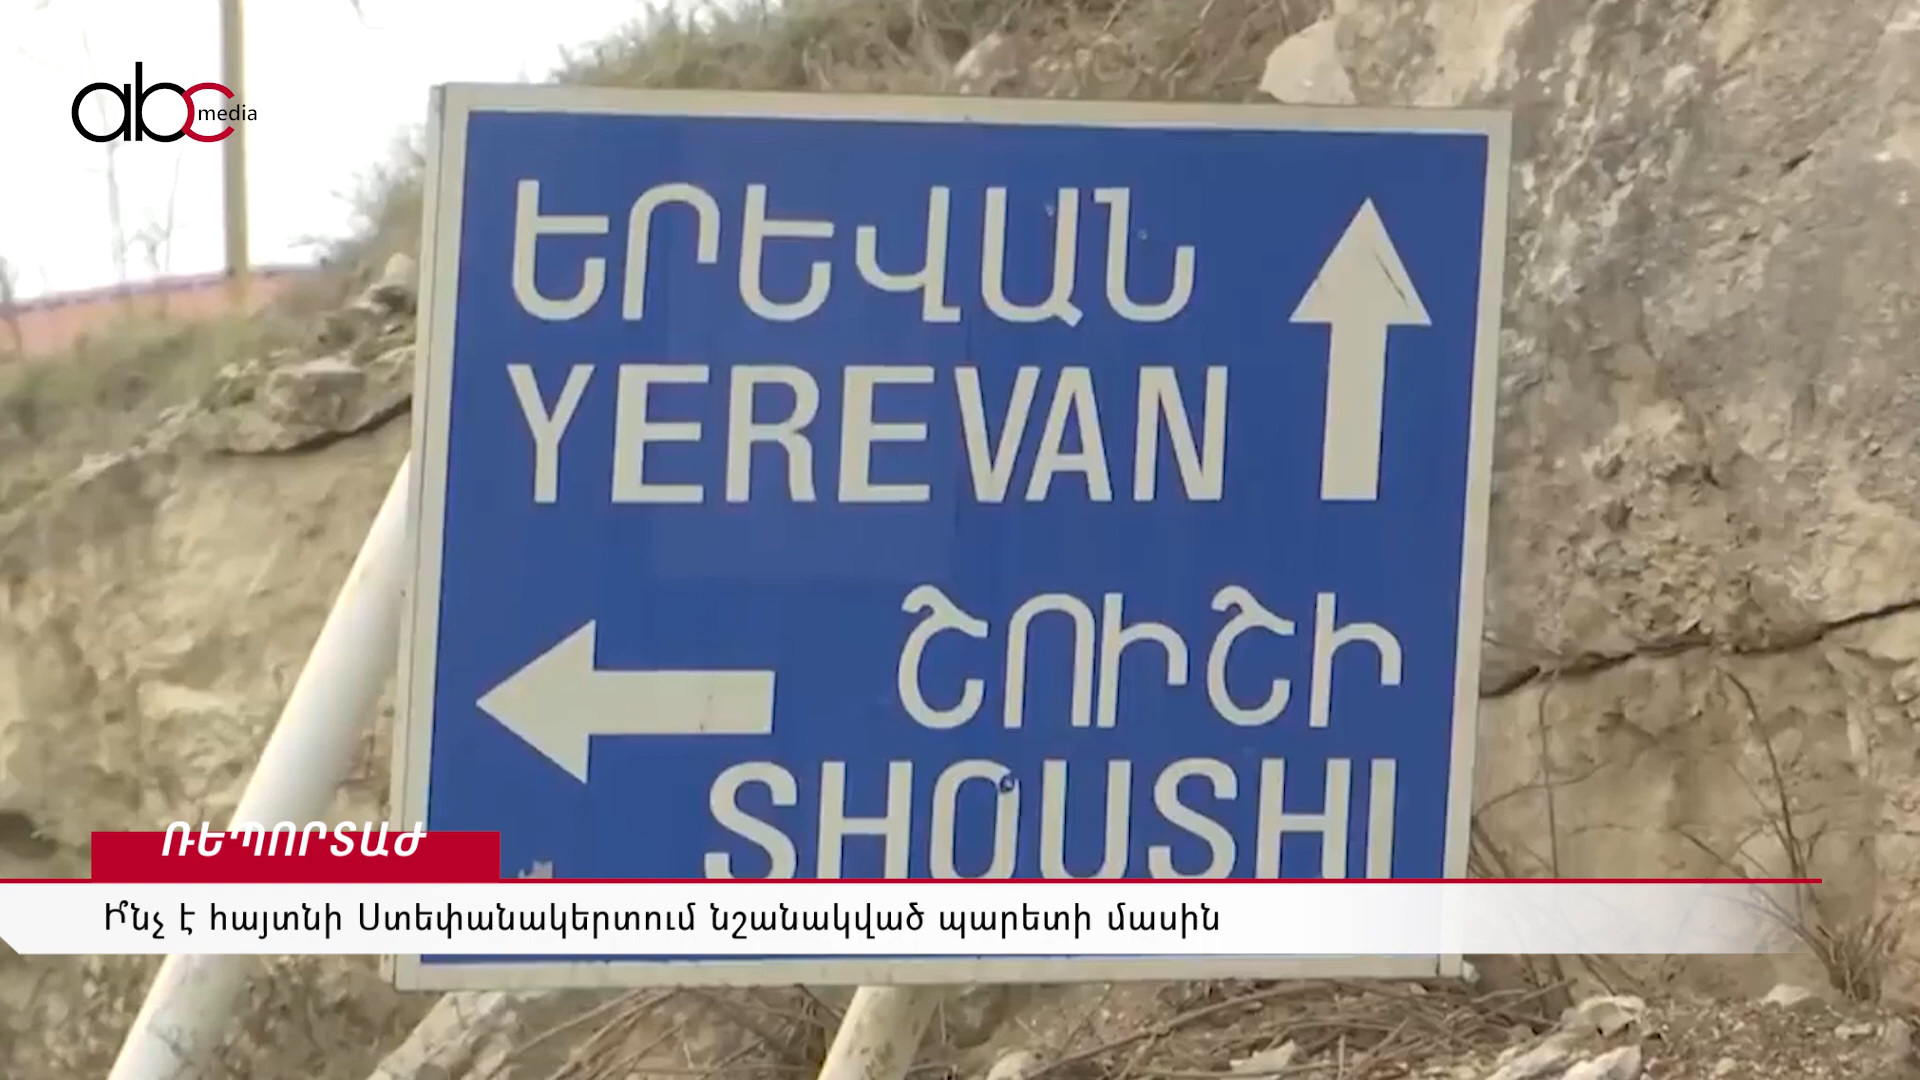 abc media
ԵՐԵՎԱՆ
YEREVAN
ՇՈՒՇԻ
SHOUSHI
ՌԵՊՈՐՏԱԺ
Ի՞նչ է հայտնի Ստեփանակերտում նշանակված պարետի մասին